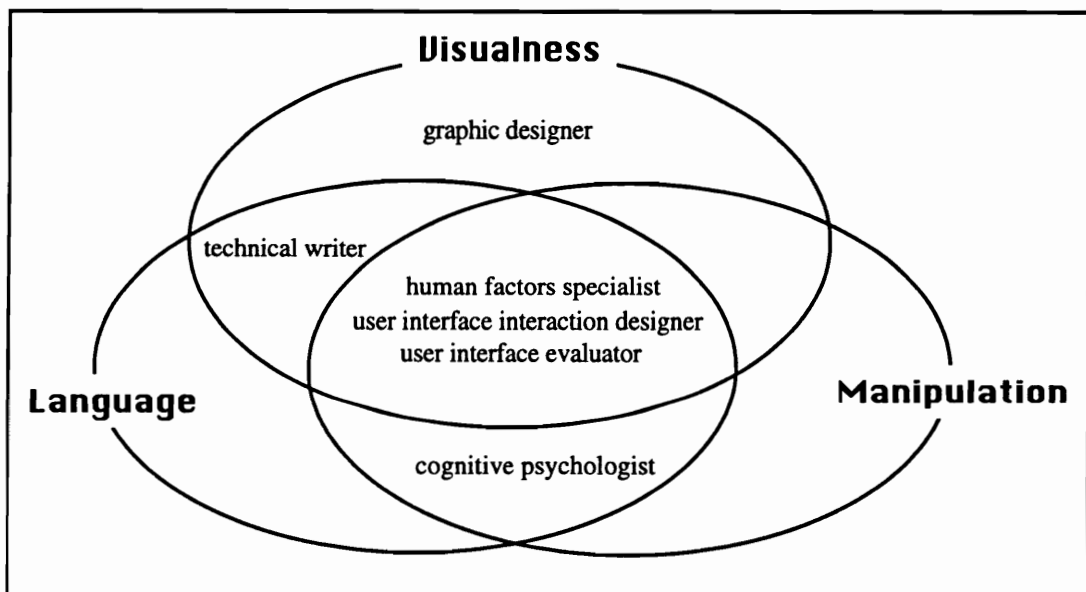 Visualness
graphic designer
technical writer
human factors specialist
user interface interaction designer
user interface evaluator
Language
Manipulation
cognitive psychologist